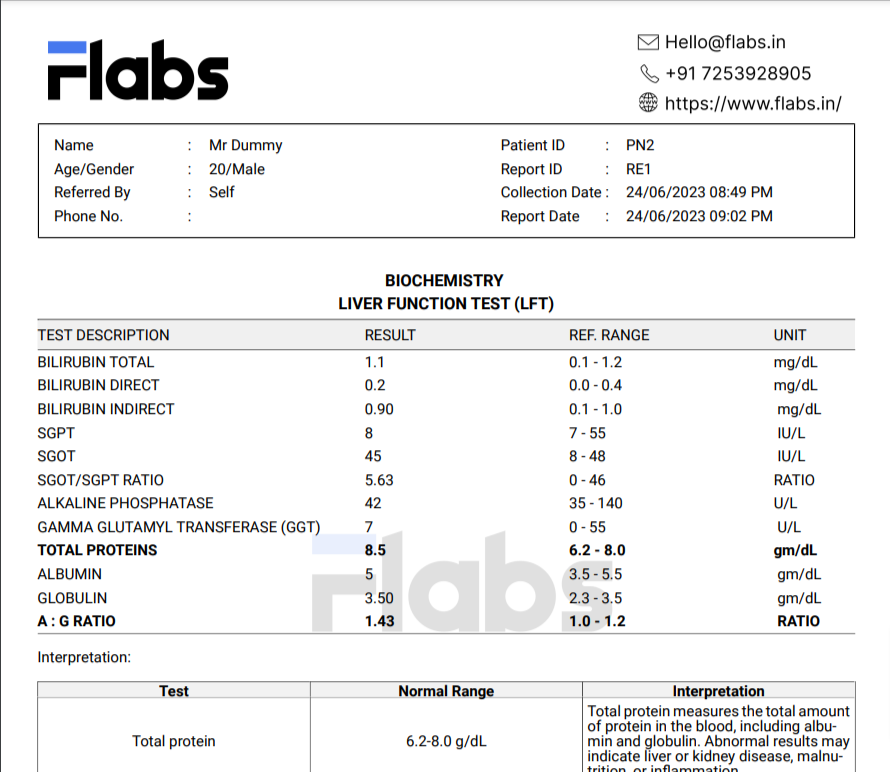 Flabs
Hello@flabs.in
+91 7253928905
https://www.flabs.in/
Name : Mr Dummy Patient ID : PN2
Age/Gender : 20/Male Report ID : RE1
Referred By : Self Collection Date : 24/06/2023 08:49 PM
Phone No. : Report Date : 24/06/2023 09:02 PM
BIOCHEMISTRY
LIVER FUNCTION TEST (LFT)
TEST DESCRIPTION RESULT REF. RANGE UNIT
BILIRUBIN TOTAL 1.1 0.1 - 1.2 mg/dL
BILIRUBIN DIRECT 0.2 0.0 - 0.4 mg/dL
BILIRUBIN INDIRECT 0.90 0.1 - 1.0 mg/dL
SGPT 8 7 - 55 IU/L
SGOT 45 8 - 48 IU/L
SGOT/SGPT RATIO 5.63 0 - 46 RATIO
ALKALINE PHOSPHATASE 42 35 - 140 U/L
GAMMA GLUTAMYL TRANSFERASE (GGT) 7 0 - 55 U/L
TOTAL PROTEINS 8.5 6.2 - 8.0 gm/dL
ALBUMIN 5 3.5 - 5.5 gm/dL
GLOBULIN 3.50 2.3 - 3.5 gm/dL
A : G RATIO 1.43 1.0 - 1.2 RATIO
Flabs
Interpretation:
Test Normal Range Interpretation
Total protein 6.2-8.0 g/dL
Total protein measures the total amount
of protein in the blood, including albu-
min and globulin. Abnormal results may
indicate liver or kidney disease, malnu-
trition, or inflammation